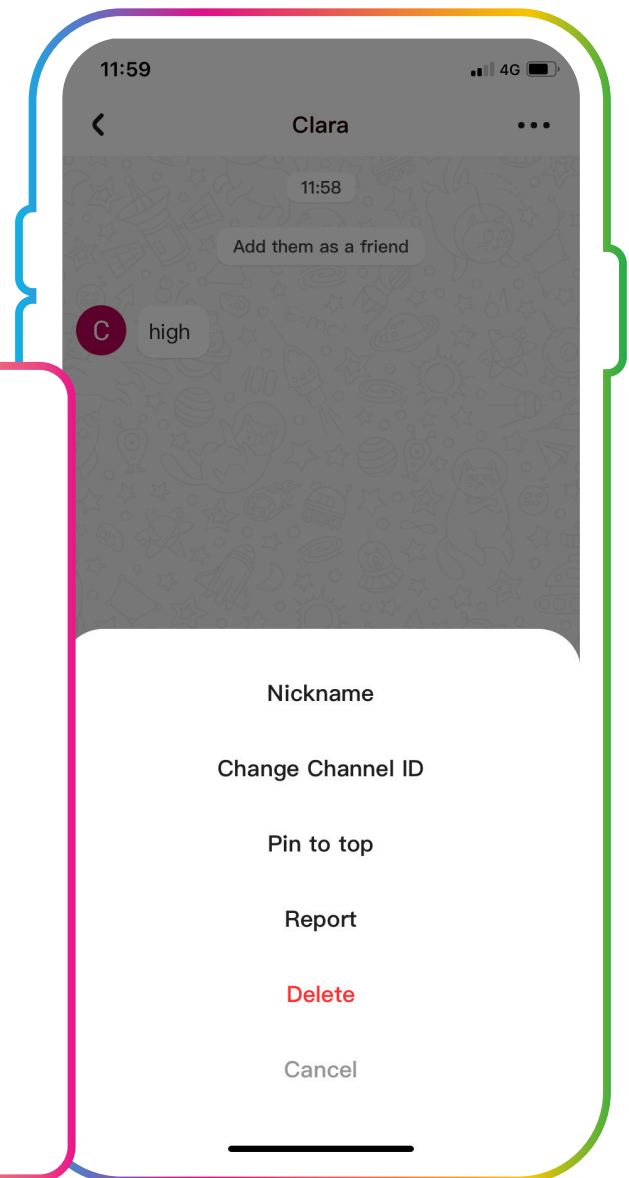 11:59
4G
Clara
11:58
Add them as a friend
C
high
Nickname
Change Channel ID
Pin to top
Report
Delete
Cancel